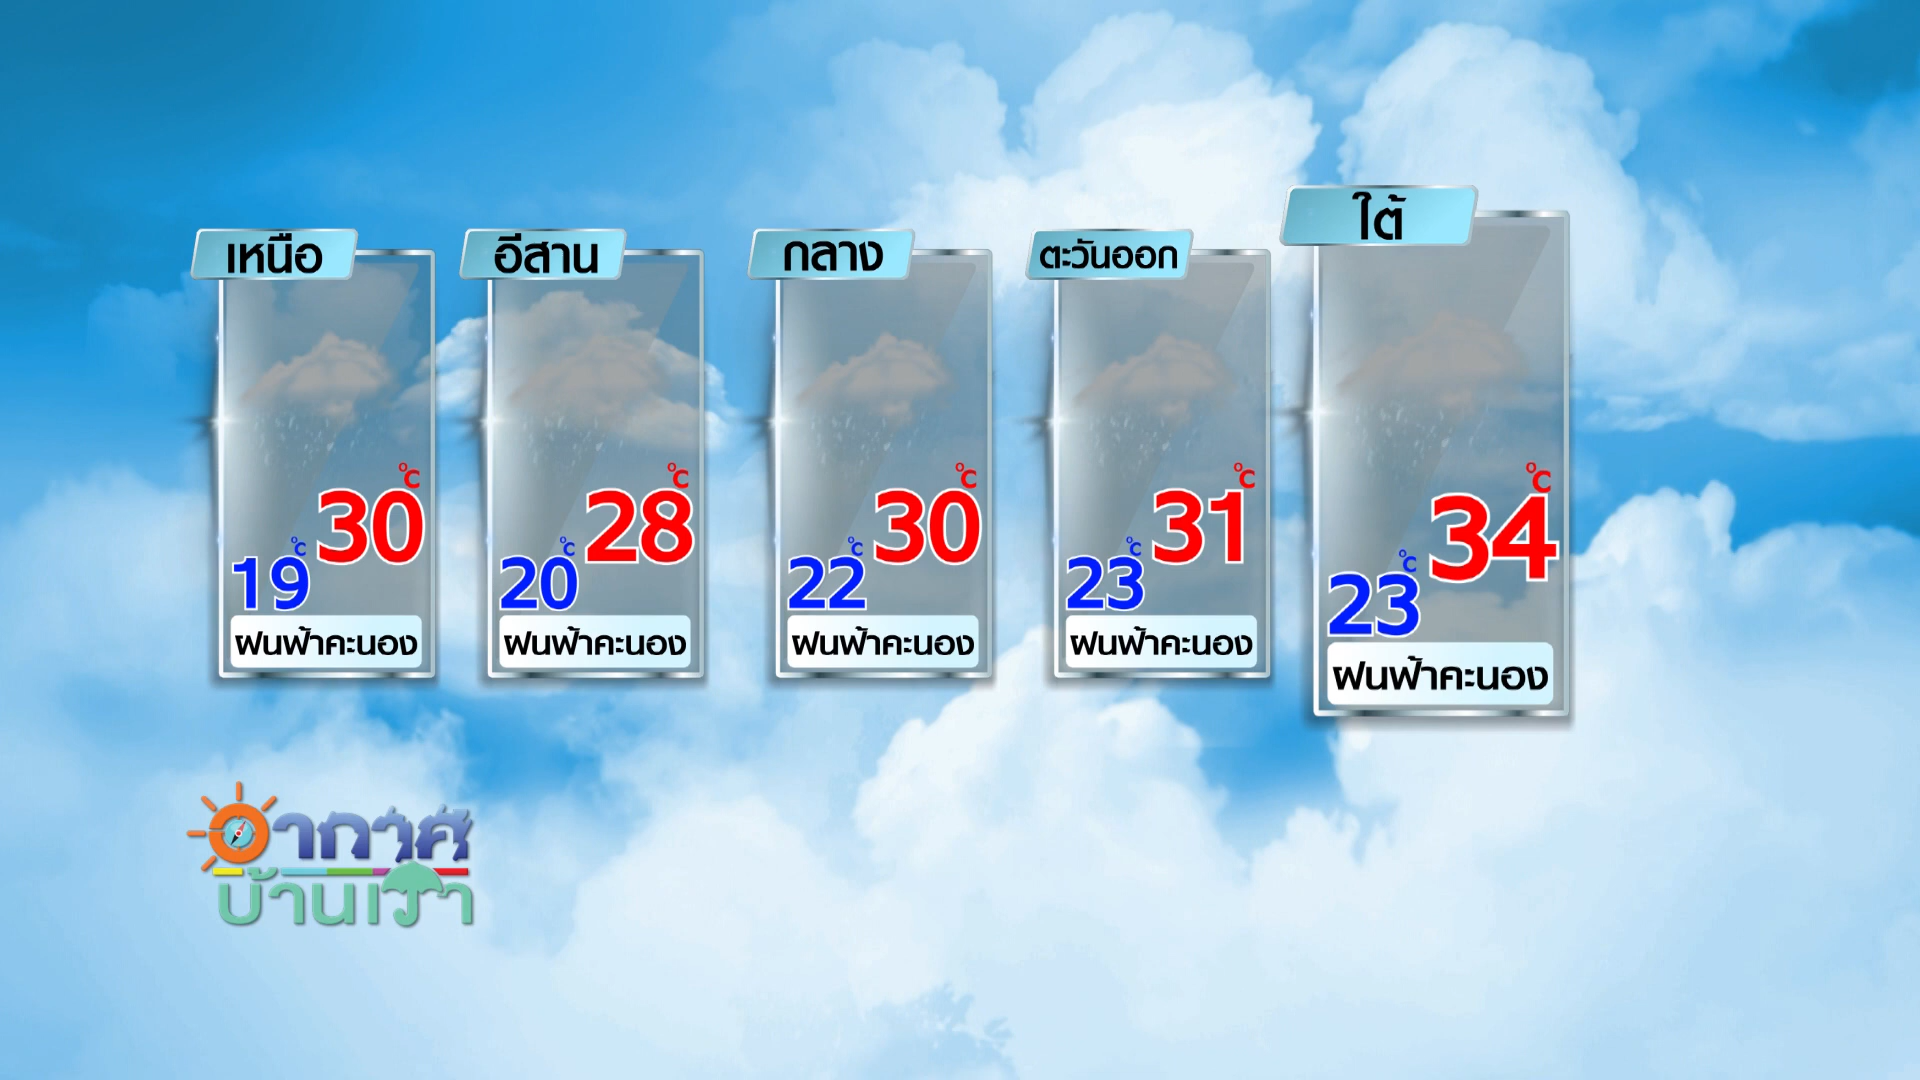 เหนือ
30°C
19°C
ฝนฟ้าคะนอง
อีสาน
28°C
20°C
ฝนฟ้าคะนอง
กลาง
30°C
22°C
ฝนฟ้าคะนอง
ตะวันออก
31°C
23°C
ฝนฟ้าคะนอง
ใต้
34°C
23°C
ฝนฟ้าคะนอง
อากาศ
บ้านเรา